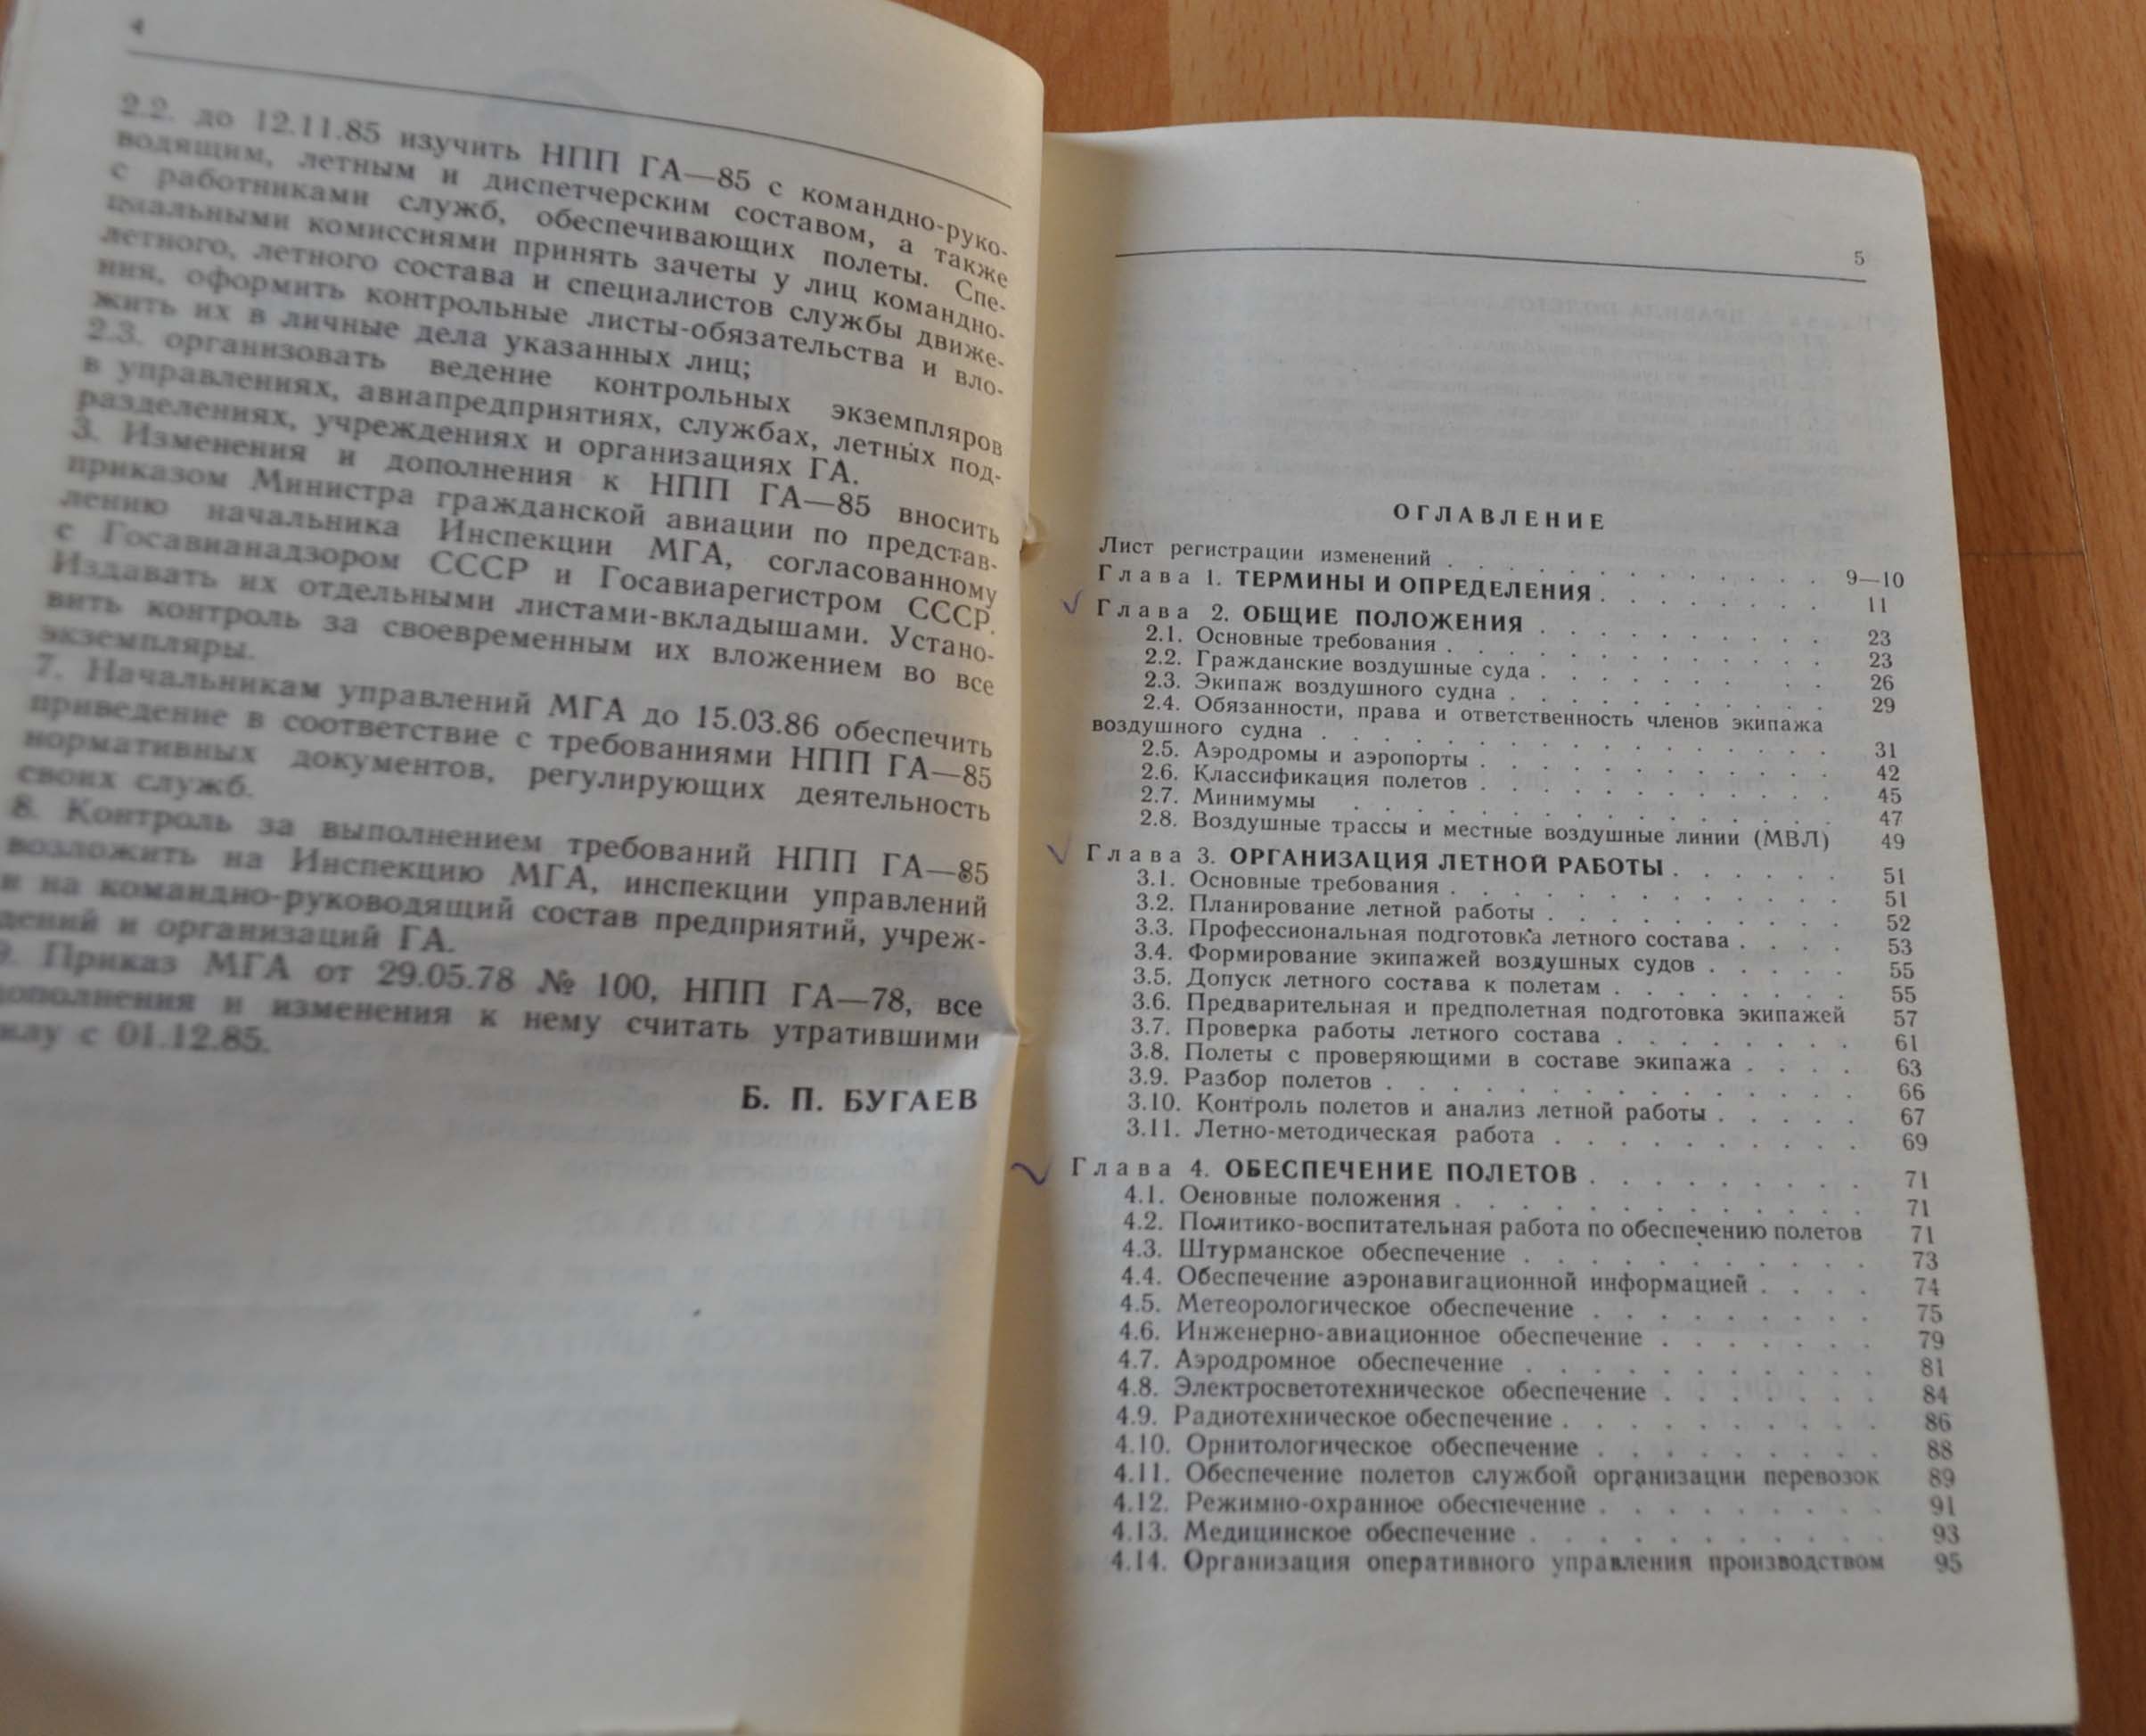 4
2.2. до 12.11.85 изучить НПП ГА—85 с командно-руко-
водящим, летным и диспетчерским составом, а также
с работниками служб, обеспечивающих полеты. Спе-
циальными комиссиями принять зачеты у лиц командно-
летного, летного состава и специалистов службы движе-
ния, оформить контрольные листы-обязательства и вло-
жить их в личные дела указанных лиц;
2.3. организовать ведение контрольных экземпляров
в управлениях, авиапредприятиях, службах, летных под-
разделениях, учреждениях и организациях ГА.
3. Изменения и дополнения к НПП ГА—85 вносить
приказом Министра гражданской авиации по представ-
лению начальника Инспекции МГА, согласованному
с Госавианадзором СССР и Госавиарегистром СССР.
Издавать их отдельными листами-вкладышами. Устано-
вить контроль за своевременным их вложением во все
экземпляры.
7. Начальникам управлений МГА до 15.03.86 обеспечить
приведение в соответствие с требованиями НПП ГА—85
нормативных документов, регулирующих деятельность
своих служб.
8. Контроль за выполнением требований НПП ГА—85
возложить на Инспекцию МГА, инспекции управлений
и на командно-руководящий состав предприятий, учреж-
дений и организаций ГА.
9. Приказ МГА от 29.05.78 № 100, НПП ГА—78, все
дополнения и изменения к нему считать утратившими
силу с 01.12.85.
Б. П. БУГАЕВ
5
ОГЛАВЛЕНИЕ
Лист регистрации изменений . . . . . . . . . . . . 9—10
Глава 1. ТЕРМИНЫ И ОПРЕДЕЛЕНИЯ . . . . . . . . 11
Глава 2. ОБЩИЕ ПОЛОЖЕНИЯ . . . . . . . . . . 23
2.1. Основные требования . . . . . . . . . . . . 23
2.2. Гражданские воздушные суда . . . . . . . . . 26
2.3. Экипаж воздушного судна . . . . . . . . . . 29
2.4. Обязанности, права и ответственность членов экипажа
воздушного судна . . . . . . . . . . . . . . . 31
2.5. Аэродромы и аэропорты . . . . . . . . . . . 42
2.6. Классификация полетов . . . . . . . . . . . 45
2.7. Минимумы . . . . . . . . . . . . . . . 47
2.8. Воздушные трассы и местные воздушные линии (МВЛ) 49
Глава 3. ОРГАНИЗАЦИЯ ЛЕТНОЙ РАБОТЫ . . . . . . 51
3.1. Основные требования . . . . . . . . . . . . 51
3.2. Планирование летной работы . . . . . . . . . 52
3.3. Профессиональная подготовка летного состава . . . . 53
3.4. Формирование экипажей воздушных судов . . . . . 55
3.5. Допуск летного состава к полетам . . . . . . . 55
3.6. Предварительная и предполетная подготовка экипажей 57
3.7. Проверка работы летного состава . . . . . . . . 61
3.8. Полеты с проверяющими в составе экипажа . . . . 63
3.9. Разбор полетов . . . . . . . . . . . . . . 66
3.10. Контроль полетов и анализ летной работы . . . . . 67
3.11. Летно-методическая работа . . . . . . . . . . 69
Глава 4. ОБЕСПЕЧЕНИЕ ПОЛЕТОВ . . . . . . . . . 71
4.1. Основные положения . . . . . . . . . . . . 71
4.2. Политико-воспитательная работа по обеспечению полетов 71
4.3. Штурманское обеспечение . . . . . . . . . . . 73
4.4. Обеспечение аэронавигационной информацией . . . . 74
4.5. Метеорологическое обеспечение . . . . . . . . . 75
4.6. Инженерно-авиационное обеспечение . . . . . . . 79
4.7. Аэродромное обеспечение . . . . . . . . . . . 81
4.8. Электросветотехническое обеспечение . . . . . . . 84
4.9. Радиотехническое обеспечение . . . . . . . . . . 86
4.10. Орнитологическое обеспечение . . . . . . . . . 88
4.11. Обеспечение полетов службой организации перевозок 89
4.12. Режимно-охранное обеспечение . . . . . . . . . 91
4.13. Медицинское обеспечение . . . . . . . . . . . 93
4.14. Организация оперативного управления производством 95